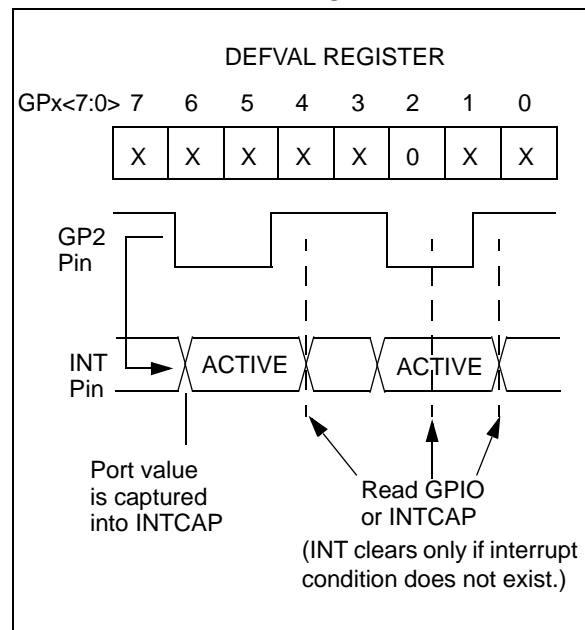 DEFVAL REGISTER
GPx<7:0> 7 6 5 4 3 2 1 0
X X X X X 0 X X
GP2
Pin
INT
Pin
ACTIVE
ACTIVE
Port value
is captured
into INTCAP
Read GPIO
or INTCAP
(INT clears only if interrupt
condition does not exist.)